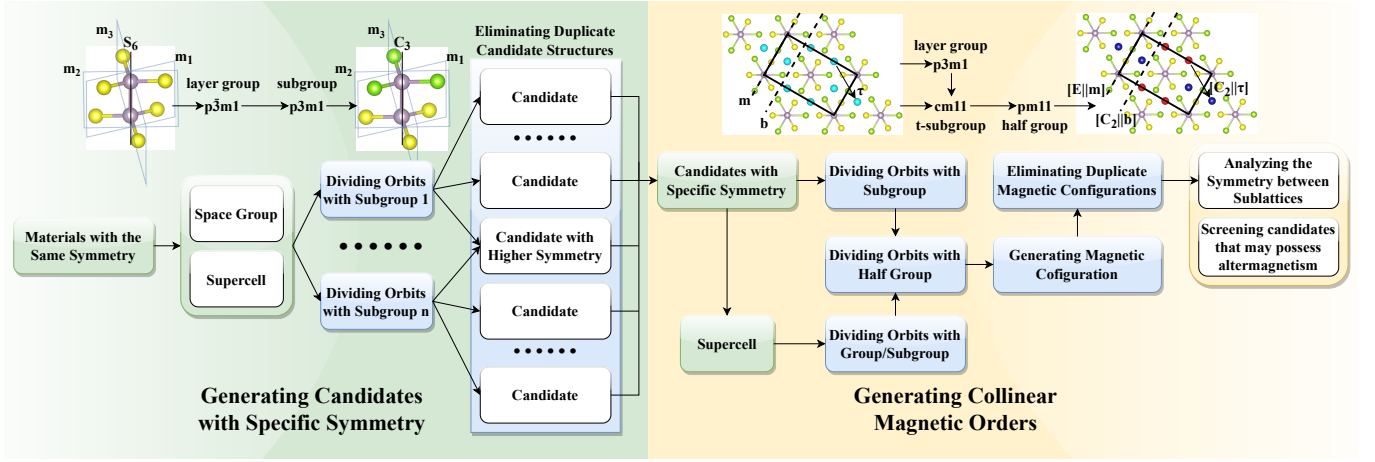 m₃
S₆
m₂
m₁
layer group
p3̄m1
subgroup
p3m1
m₃
C₃
m₂
m₁
Eliminating Duplicate
Candidate Structures
Materials with the
Same Symmetry
Space Group
Supercell
Dividing Orbits
with Subgroup 1
Dividing Orbits
with Subgroup n
Candidate
Candidate
Candidate with
Higher Symmetry
Candidate
Candidate
Generating Candidates
with Specific Symmetry
m
b
τ
layer group
p3m1
cm11
t-subgroup
pm11
half group
[E||m]
[C₂||b]
[C₂||τ]
Candidates with
Specific Symmetry
Dividing Orbits with
Subgroup
Eliminating Duplicate
Magnetic Configurations
Analyzing the
Symmetry between
Sublattices
Dividing Orbits with
Half Group
Generating Magnetic
Cofiguration
Screening candidates
that may possess
altermagnetism
Supercell
Dividing Orbits with
Group/Subgroup
Generating Collinear
Magnetic Orders